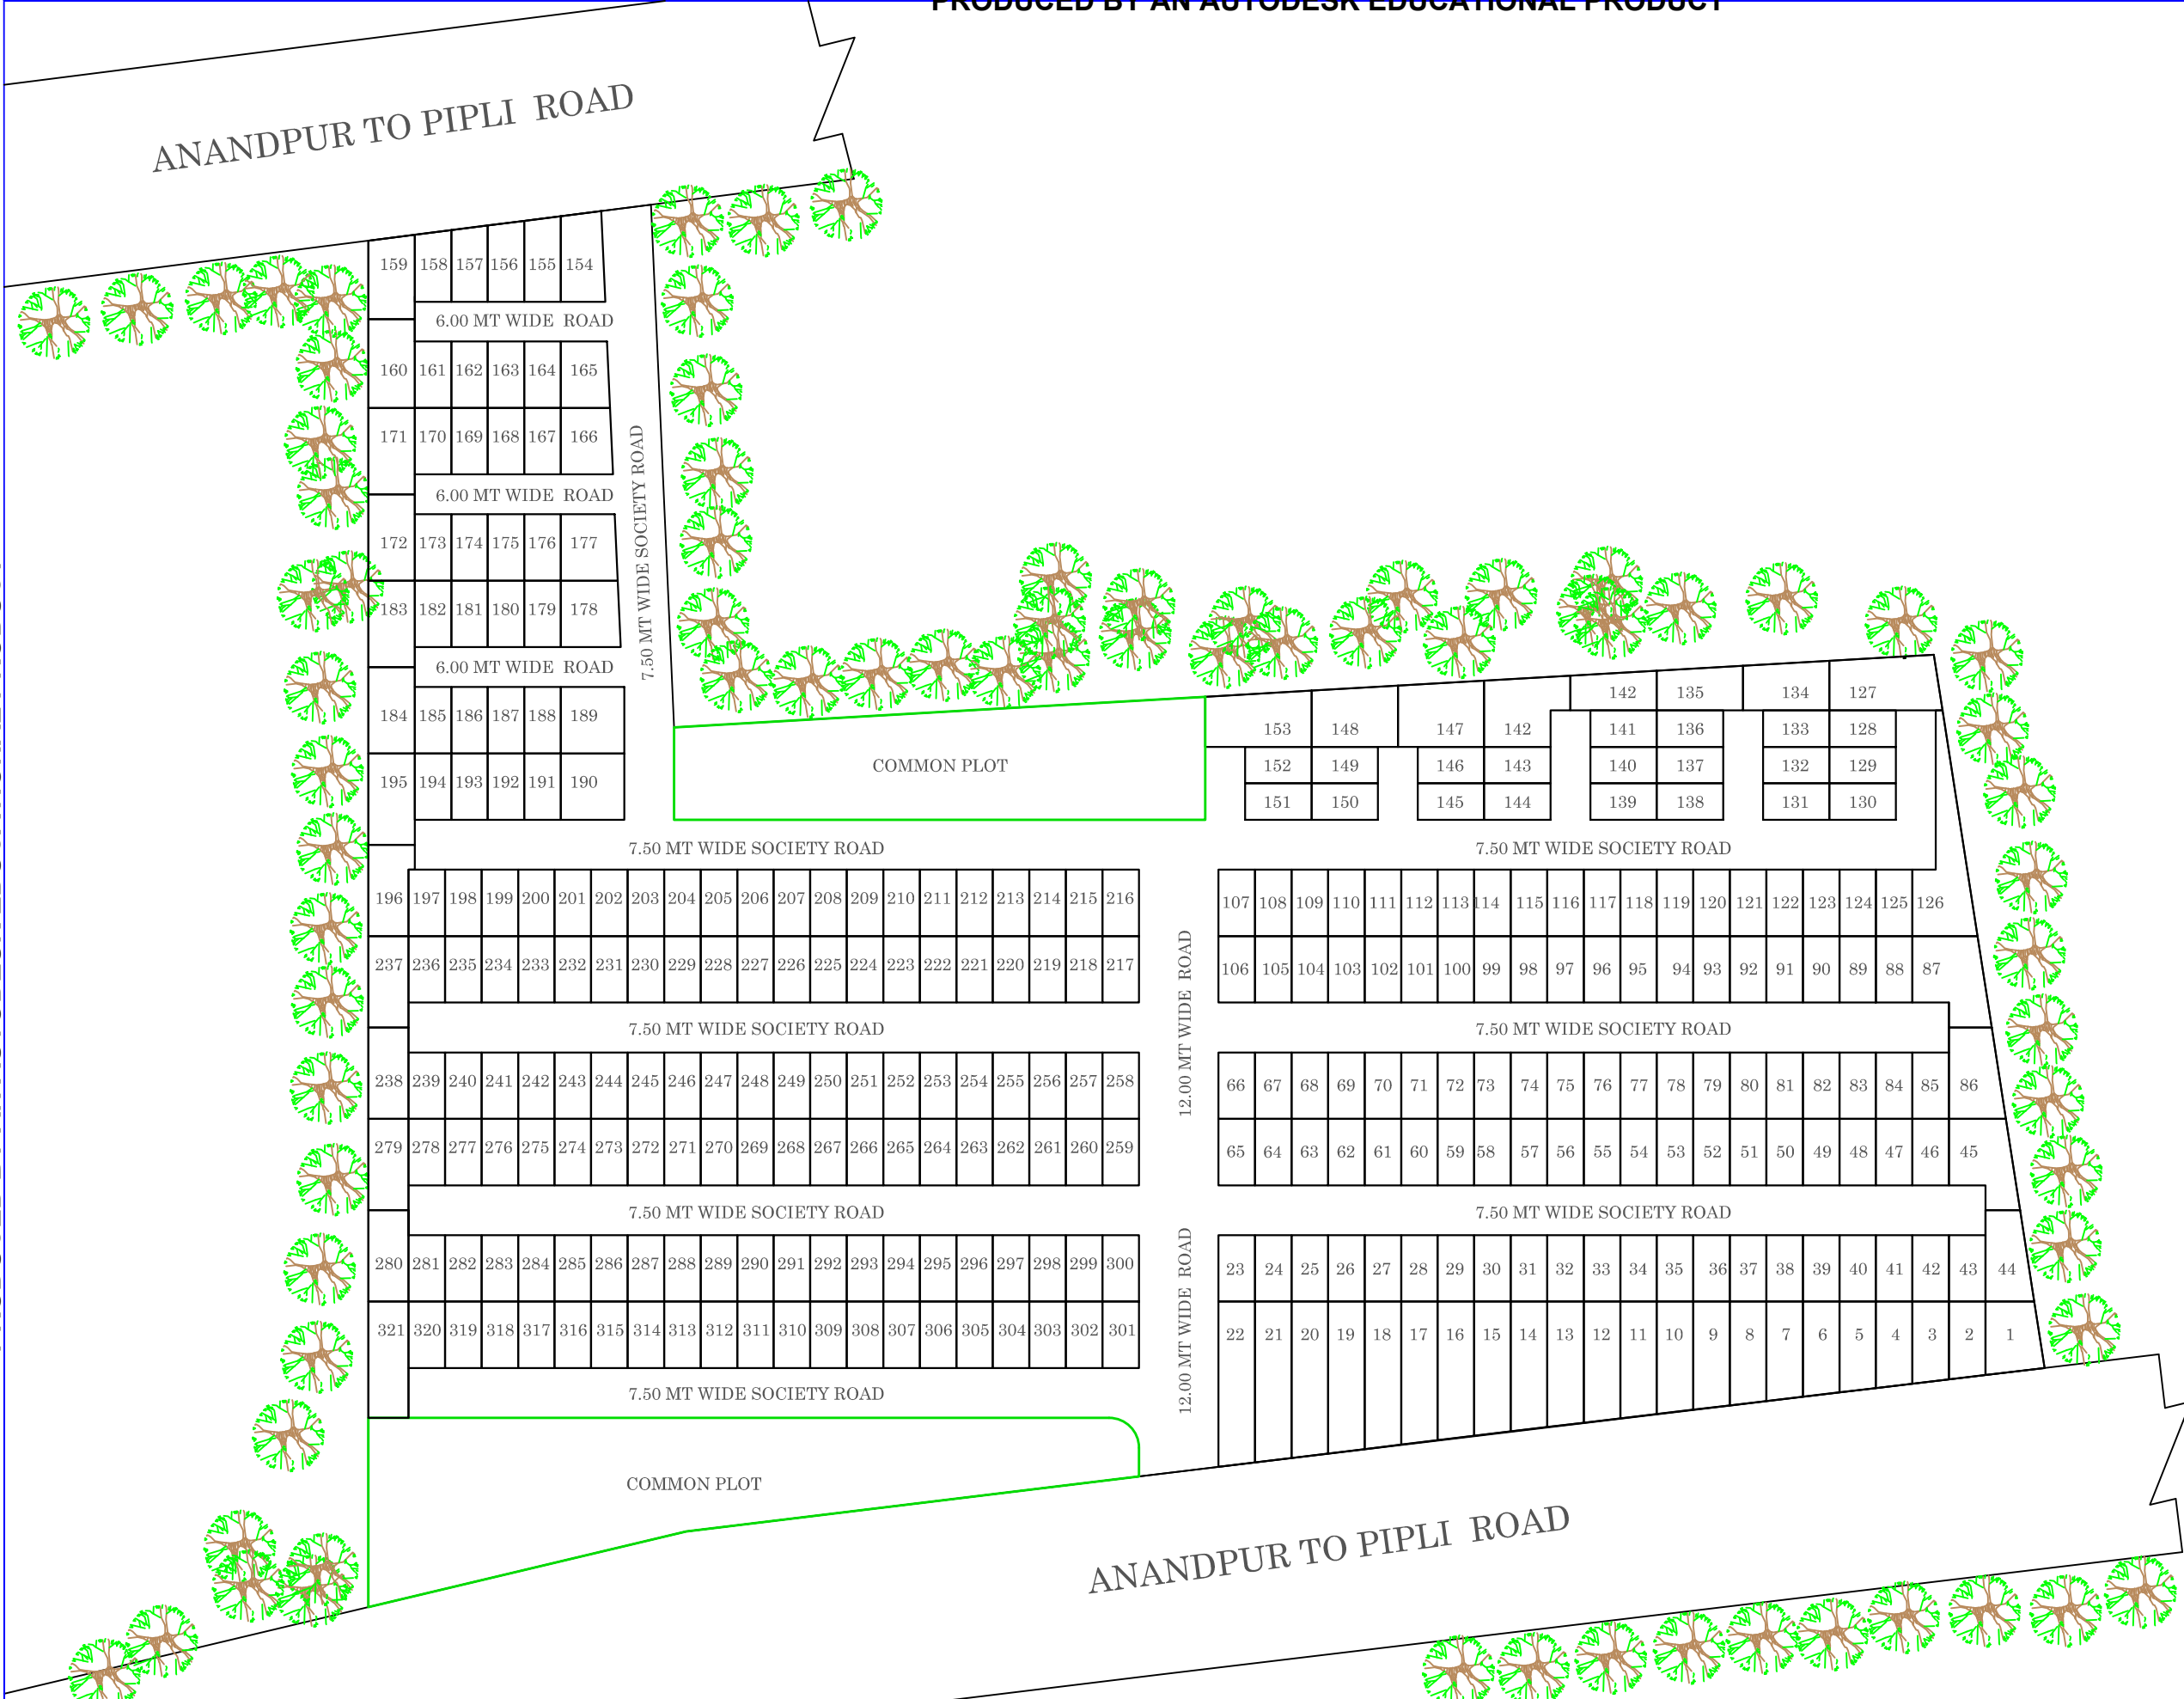 PRODUCED BY AN AUTODESK EDUCATIONAL PRODUCT
ANANDPUR TO PIPLI ROAD
159 158 157 156 155 154
6.00 MT WIDE ROAD
160 161 162 163 164 165
171 170 169 168 167 166
6.00 MT WIDE ROAD
172 173 174 175 176 177
183 182 181 180 179 178
6.00 MT WIDE ROAD
184 185 186 187 188 189
195 194 193 192 191 190
7.50 MT WIDE SOCIETY ROAD
COMMON PLOT
142 135 134 127
153 148 147 142 141 136 133 128
152 149 146 143 140 137 132 129
151 150 145 144 139 138 131 130
7.50 MT WIDE SOCIETY ROAD
7.50 MT WIDE SOCIETY ROAD
196 197 198 199 200 201 202 203 204 205 206 207 208 209 210 211 212 213 214 215 216
107 108 109 110 111 112 113 114 115 116 117 118 119 120 121 122 123 124 125 126
237 236 235 234 233 232 231 230 229 228 227 226 225 224 223 222 221 220 219 218 217
106 105 104 103 102 101 100 99 98 97 96 95 94 93 92 91 90 89 88 87
12.00 MT WIDE ROAD
7.50 MT WIDE SOCIETY ROAD
7.50 MT WIDE SOCIETY ROAD
238 239 240 241 242 243 244 245 246 247 248 249 250 251 252 253 254 255 256 257 258
66 67 68 69 70 71 72 73 74 75 76 77 78 79 80 81 82 83 84 85 86
279 278 277 276 275 274 273 272 271 270 269 268 267 266 265 264 263 262 261 260 259
65 64 63 62 61 60 59 58 57 56 55 54 53 52 51 50 49 48 47 46 45
7.50 MT WIDE SOCIETY ROAD
7.50 MT WIDE SOCIETY ROAD
280 281 282 283 284 285 286 287 288 289 290 291 292 293 294 295 296 297 298 299 300
23 24 25 26 27 28 29 30 31 32 33 34 35 36 37 38 39 40 41 42 43 44
321 320 319 318 317 316 315 314 313 312 311 310 309 308 307 306 305 304 303 302 301
22 21 20 19 18 17 16 15 14 13 12 11 10 9 8 7 6 5 4 3 2 1
12.00 MT WIDE ROAD
7.50 MT WIDE SOCIETY ROAD
COMMON PLOT
ANANDPUR TO PIPLI ROAD